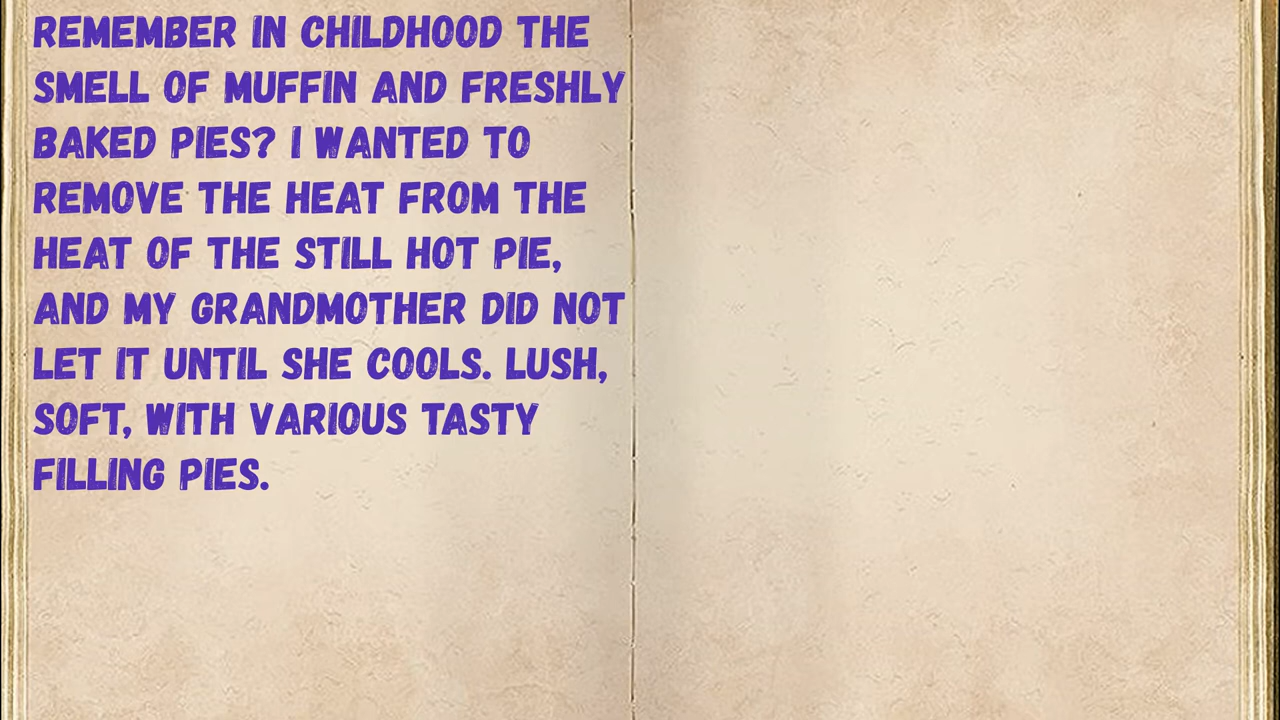 REMEMBER IN CHILDHOOD THE
SMELL OF MUFFIN AND FRESHLY
BAKED PIES? I WANTED TO
REMOVE THE HEAT FROM THE
HEAT OF THE STILL HOT PIE,
AND MY GRANDMOTHER DID NOT
LET IT UNTIL SHE COOLS. LUSH,
SOFT, WITH VARIOUS TASTY
FILLING PIES.